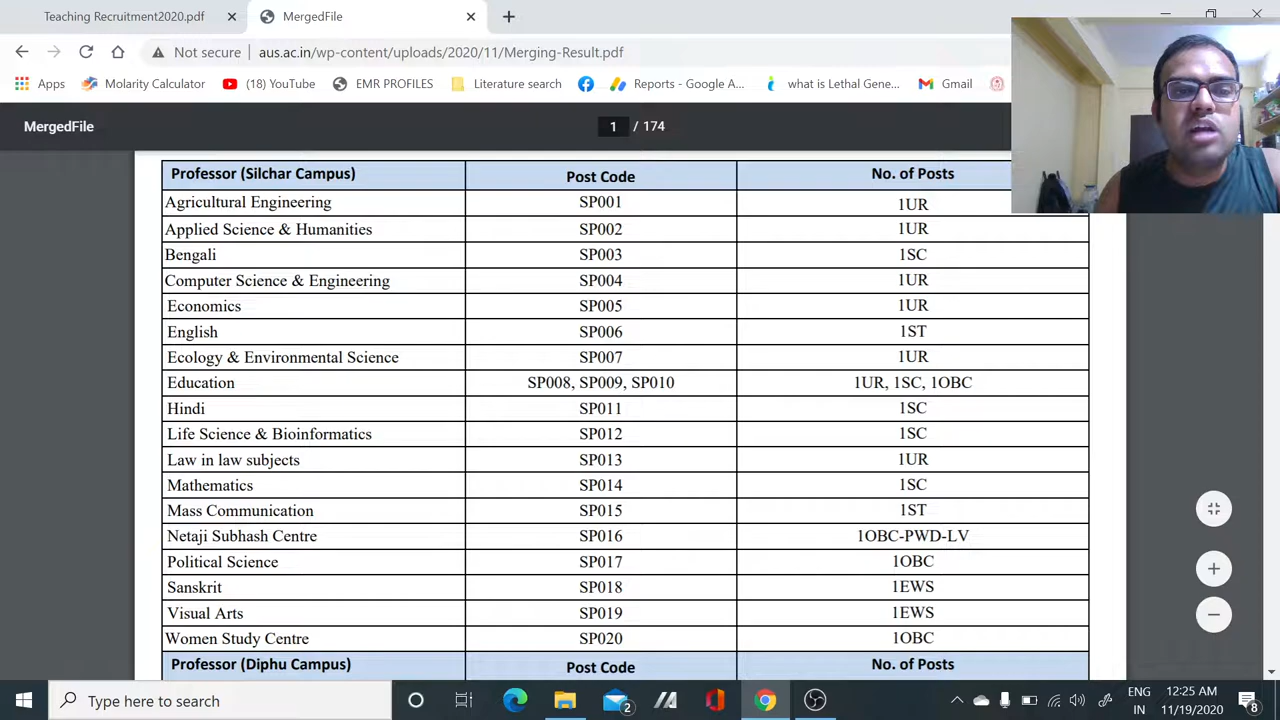 Teaching Recruitment2020.pdf
MergedFile
Not secure
aus.ac.in/wp-content/uploads/2020/11/Merging-Result.pdf
Apps
Molarity Calculator
(18) YouTube
EMR PROFILES
Literature search
Reports - Google A...
what is Lethal Gene...
Gmail
MergedFile
1 / 174
Professor (Silchar Campus) Post Code No. of Posts
Agricultural Engineering SP001 1UR
Applied Science & Humanities SP002 1UR
Bengali SP003 1SC
Computer Science & Engineering SP004 1UR
Economics SP005 1UR
English SP006 1ST
Ecology & Environmental Science SP007 1UR
Education SP008, SP009, SP010 1UR, 1SC, 1OBC
Hindi SP011 1SC
Life Science & Bioinformatics SP012 1SC
Law in law subjects SP013 1UR
Mathematics SP014 1SC
Mass Communication SP015 1ST
Netaji Subhash Centre SP016 1OBC-PWD-LV
Political Science SP017 1OBC
Sanskrit SP018 1EWS
Visual Arts SP019 1EWS
Women Study Centre SP020 1OBC
Professor (Diphu Campus) Post Code No. of Posts
Type here to search
2
ENG
IN
12:25 AM
11/19/2020
8